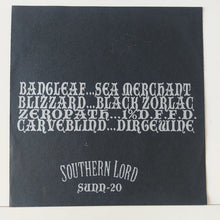 BANGLEAF...SEA MERCHANT
BLIZZARD...BLACK ZORLAC
ZEROPATH...1%D.F.F.D.
CARVEBLIND...DIRGEWINE
SOUTHERN LORD
SUNN-20